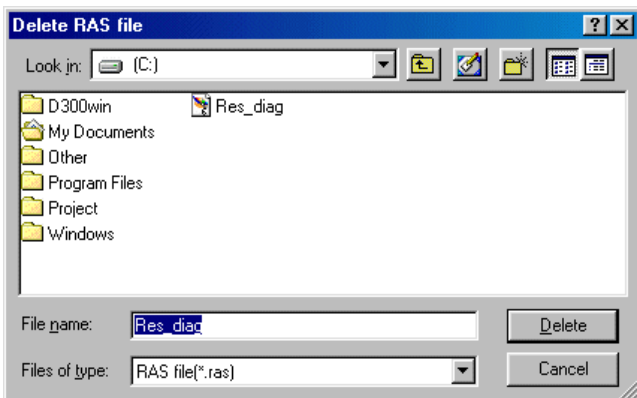 Delete RAS file
Look in: (C:)
D300win Res_diag
My Documents
Other
Program Files
Project
Windows
File name: Res_diag Delete
Files of type: RAS file(*.ras) Cancel